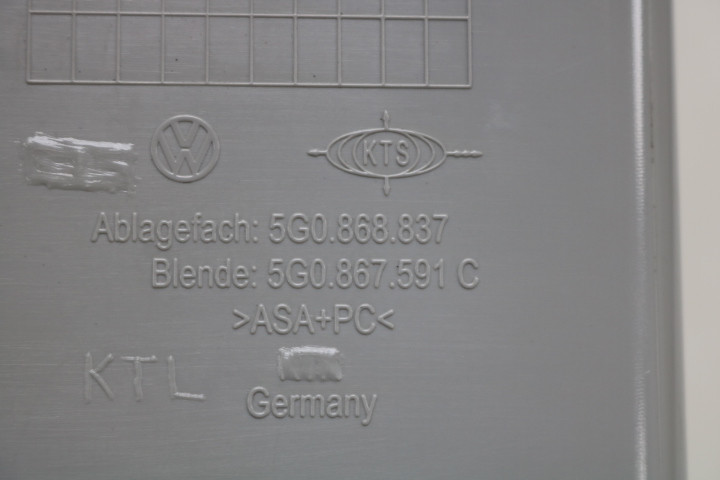 VW
KTS
Ablagefach: 5G0.868.837
Blende: 5G0.867.591 C
>ASA+PC<
KTL
Germany